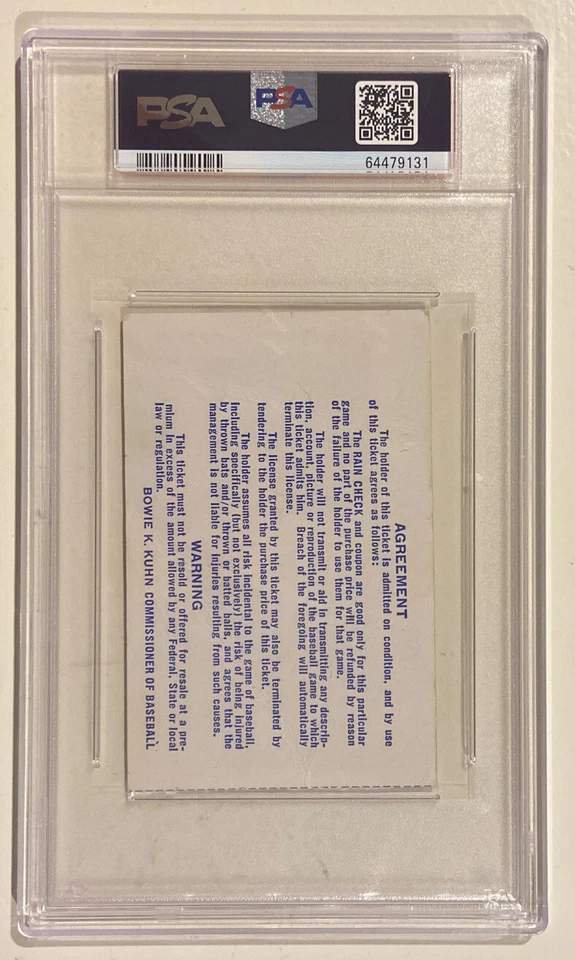 PSA
PSA
64479131
AGREEMENT
The holder of this ticket is admitted on condition, and by use
of this ticket agrees as follows:
The RAIN CHECK and coupon are good only for this particular
game and no part of the purchase price will be refunded by reason
of the failure of the holder to use them for that game.
The holder will not transmit or aid in transmitting any descrip-
tion, account, picture or reproduction of the baseball game to which
this ticket admits him. Breach of the foregoing will automatically
terminate this license.
The license granted by this ticket may also be terminated by
tendering to the holder the purchase price of this ticket.
The holder assumes all risk incidental to the game of baseball,
including specifically (but not exclusively) the risk of being injured
by thrown bats and/or thrown or batted balls, and agrees that the
management is not liable for injuries resulting from such causes.
WARNING
This ticket must not be resold or offered for resale at a pre-
mium in excess of the amount allowed by any Federal, State or local
law or regulation.
BOWIE K. KUHN COMMISSIONER OF BASEBALL